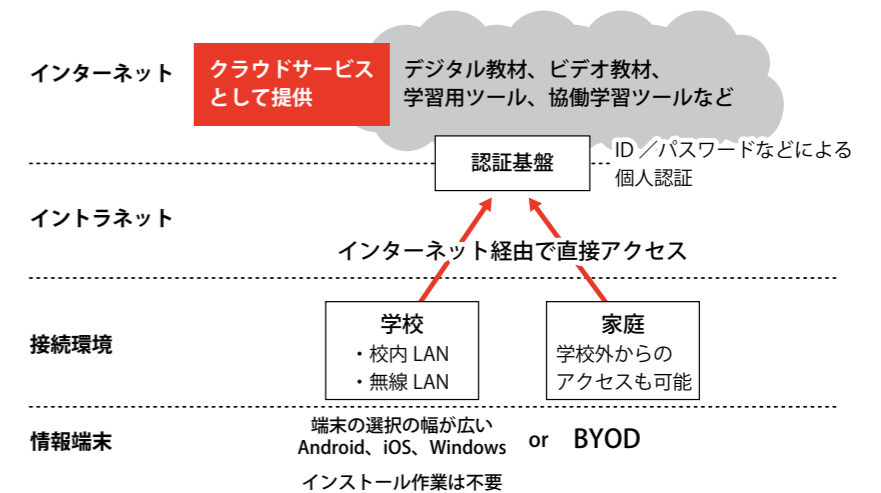 インターネット
クラウドサービス
として提供
デジタル教材、ビデオ教材、
学習用ツール、協働学習ツールなど
認証基盤
ID／パスワードなどによる
個人認証
イントラネット
インターネット経由で直接アクセス
接続環境
学校
・校内 LAN
・無線 LAN
家庭
学校外からの
アクセスも可能
情報端末
端末の選択の幅が広い
Android、iOS、Windows
or
BYOD
インストール作業は不要